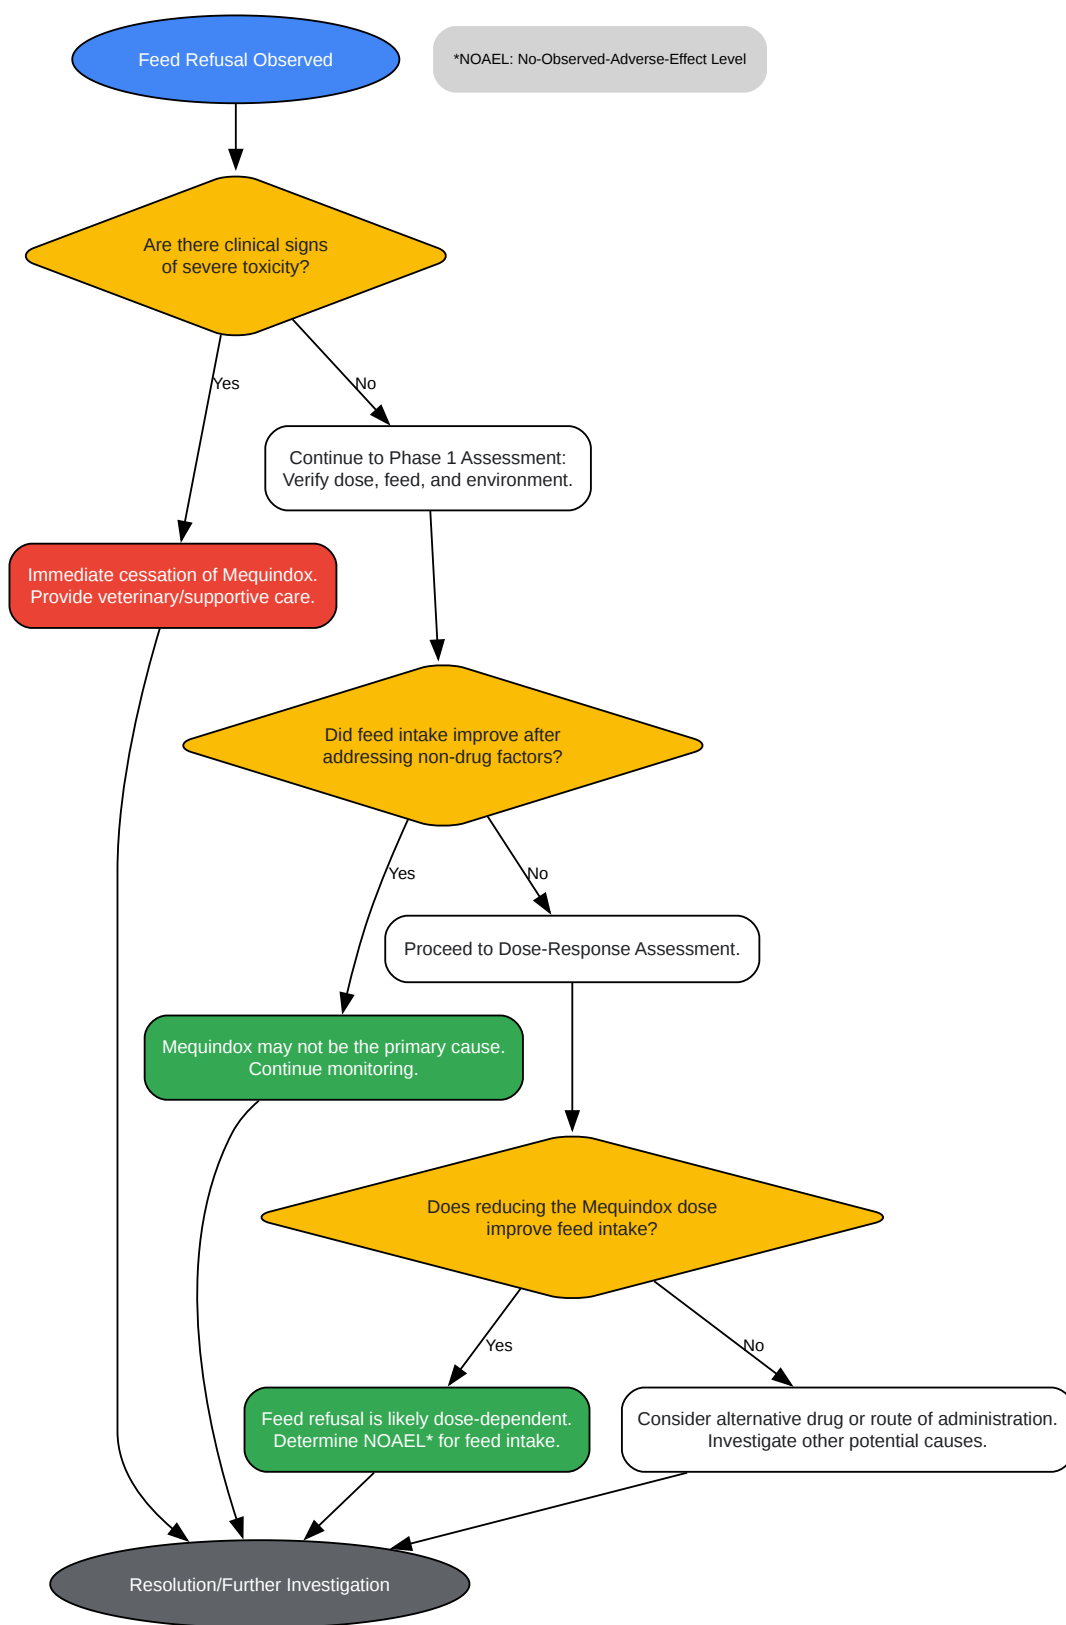 Feed Refusal Observed
*NOAEL: No-Observed-Adverse-Effect Level
Are there clinical signs
of severe toxicity?
Yes
No
Continue to Phase 1 Assessment:
Verify dose, feed, and environment.
Immediate cessation of Mequindox.
Provide veterinary/supportive care.
Did feed intake improve after
addressing non-drug factors?
Yes
No
Proceed to Dose-Response Assessment.
Mequindox may not be the primary cause.
Continue monitoring.
Does reducing the Mequindox dose
improve feed intake?
Yes
No
Feed refusal is likely dose-dependent.
Determine NOAEL* for feed intake.
Consider alternative drug or route of administration.
Investigate other potential causes.
Resolution/Further Investigation